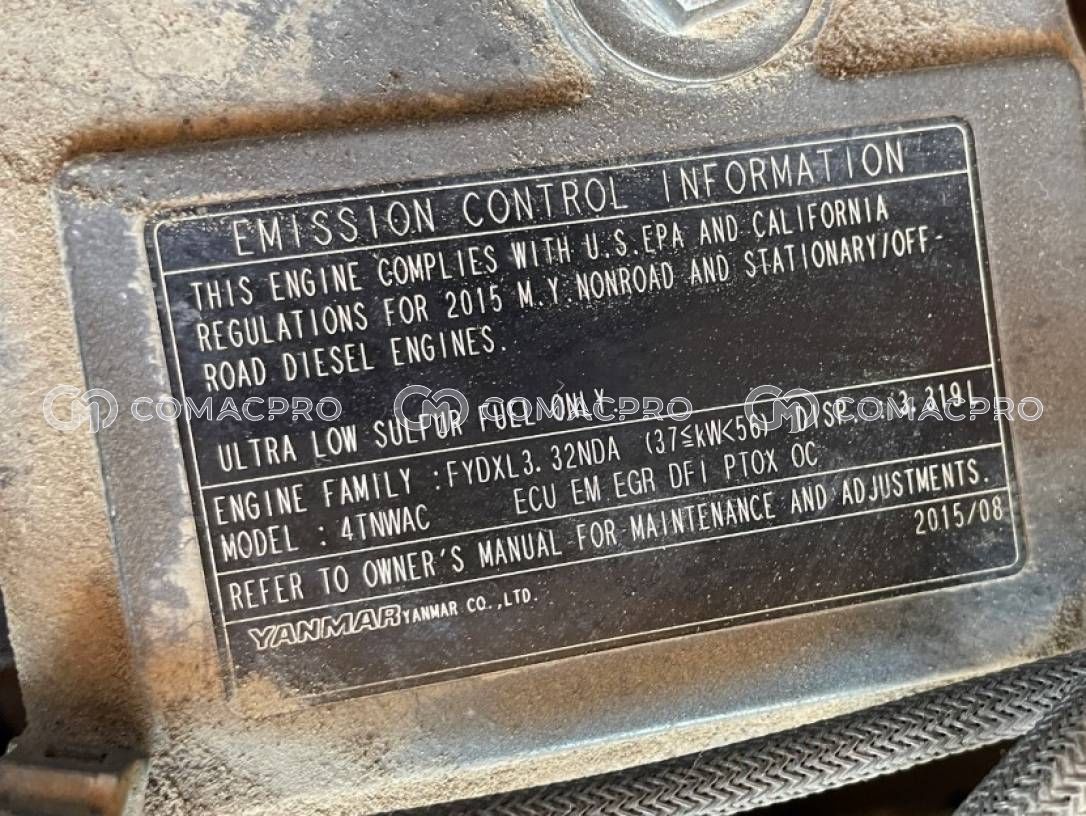 EMISSION CONTROL INFORMATION
THIS ENGINE COMPLIES WITH U.S.EPA AND CALIFORNIA
REGULATIONS FOR 2015 M.Y.NONROAD AND STATIONARY/OFF-
ROAD DIESEL ENGINES.
ULTRA LOW SULFUR FUEL ONLY.
ENGINE FAMILY :FYDXL3.32NDA (37≦kW<56) DISP.:3.319L
MODEL : 4TNWAC ECU EM EGR DFI PTOX OC
REFER TO OWNER'S MANUAL FOR MAINTENANCE AND ADJUSTMENTS.
2015/08
YANMAR YANMAR CO.,LTD.
COMACPRO COMACPRO COMACPRO